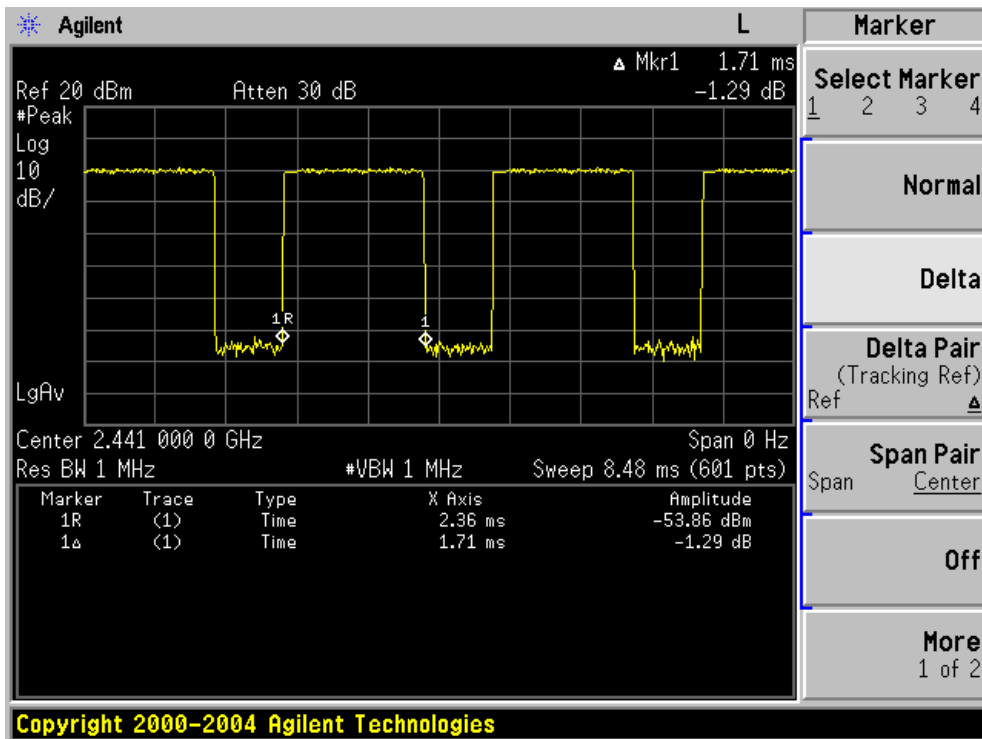 Agilent L
Δ Mkr1 1.71 ms
Ref 20 dBm Atten 30 dB -1.29 dB
#Peak
Log
10
dB/
1R
1
LgAv
Center 2.441 000 0 GHz Span 0 Hz
Res BW 1 MHz #VBW 1 MHz Sweep 8.48 ms (601 pts)
Marker Trace Type X Axis Amplitude
1R (1) Time 2.36 ms -53.86 dBm
1Δ (1) Time 1.71 ms -1.29 dB
Marker
Select Marker
1 2 3 4
Normal
Delta
Delta Pair
(Tracking Ref)
Ref Δ
Span Pair
Span Center
Off
More
1 of 2
Copyright 2000-2004 Agilent Technologies